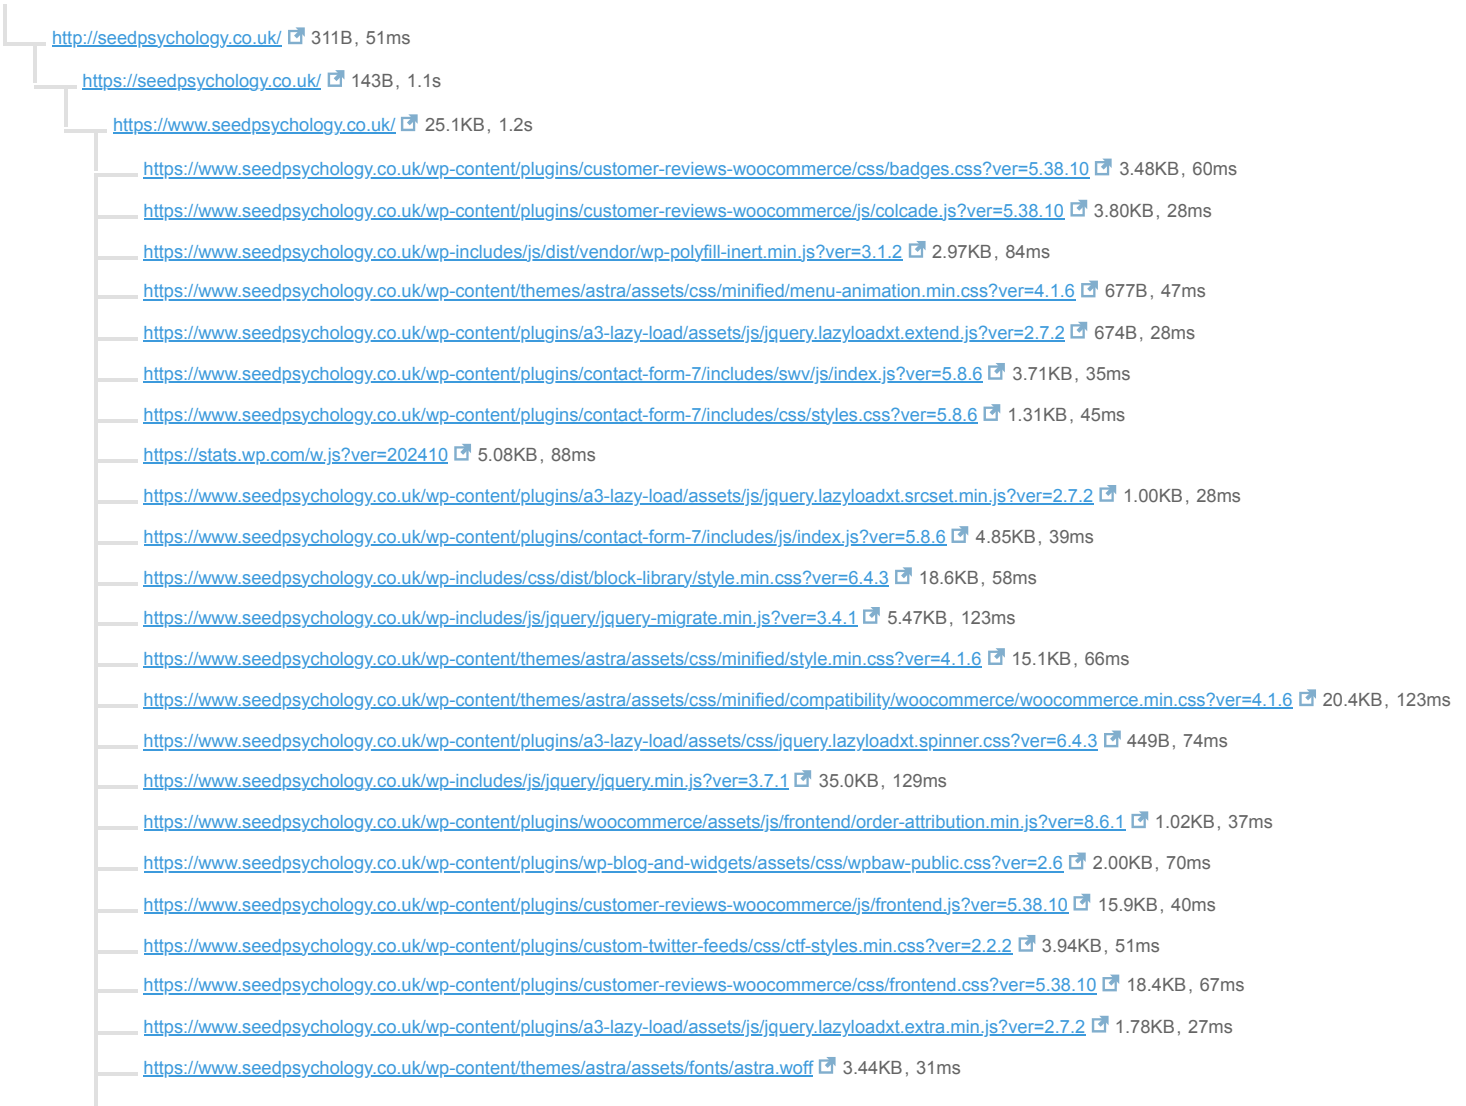 http://seedpsychology.co.uk/ 311B, 51ms
https://seedpsychology.co.uk/ 143B, 1.1s
https://www.seedpsychology.co.uk/ 25.1KB, 1.2s
https://www.seedpsychology.co.uk/wp-content/plugins/customer-reviews-woocommerce/css/badges.css?ver=5.38.10 3.48KB, 60ms
https://www.seedpsychology.co.uk/wp-content/plugins/customer-reviews-woocommerce/js/colcade.js?ver=5.38.10 3.80KB, 28ms
https://www.seedpsychology.co.uk/wp-includes/js/dist/vendor/wp-polyfill-inert.min.js?ver=3.1.2 2.97KB, 84ms
https://www.seedpsychology.co.uk/wp-content/themes/astra/assets/css/minified/menu-animation.min.css?ver=4.1.6 677B, 47ms
https://www.seedpsychology.co.uk/wp-content/plugins/a3-lazy-load/assets/js/jquery.lazyloadxt.extend.js?ver=2.7.2 674B, 28ms
https://www.seedpsychology.co.uk/wp-content/plugins/contact-form-7/includes/swv/js/index.js?ver=5.8.6 3.71KB, 35ms
https://www.seedpsychology.co.uk/wp-content/plugins/contact-form-7/includes/css/styles.css?ver=5.8.6 1.31KB, 45ms
https://stats.wp.com/w.js?ver=202410 5.08KB, 88ms
https://www.seedpsychology.co.uk/wp-content/plugins/a3-lazy-load/assets/js/jquery.lazyloadxt.srcset.min.js?ver=2.7.2 1.00KB, 28ms
https://www.seedpsychology.co.uk/wp-content/plugins/contact-form-7/includes/js/index.js?ver=5.8.6 4.85KB, 39ms
https://www.seedpsychology.co.uk/wp-includes/css/dist/block-library/style.min.css?ver=6.4.3 18.6KB, 58ms
https://www.seedpsychology.co.uk/wp-includes/js/jquery/jquery-migrate.min.js?ver=3.4.1 5.47KB, 123ms
https://www.seedpsychology.co.uk/wp-content/themes/astra/assets/css/minified/style.min.css?ver=4.1.6 15.1KB, 66ms
https://www.seedpsychology.co.uk/wp-content/themes/astra/assets/css/minified/compatibility/woocommerce/woocommerce.min.css?ver=4.1.6 20.4KB, 123ms
https://www.seedpsychology.co.uk/wp-content/plugins/a3-lazy-load/assets/css/jquery.lazyloadxt.spinner.css?ver=6.4.3 449B, 74ms
https://www.seedpsychology.co.uk/wp-includes/js/jquery/jquery.min.js?ver=3.7.1 35.0KB, 129ms
https://www.seedpsychology.co.uk/wp-content/plugins/woocommerce/assets/js/frontend/order-attribution.min.js?ver=8.6.1 1.02KB, 37ms
https://www.seedpsychology.co.uk/wp-content/plugins/wp-blog-and-widgets/assets/css/wpbaw-public.css?ver=2.6 2.00KB, 70ms
https://www.seedpsychology.co.uk/wp-content/plugins/customer-reviews-woocommerce/js/frontend.js?ver=5.38.10 15.9KB, 40ms
https://www.seedpsychology.co.uk/wp-content/plugins/custom-twitter-feeds/css/ctf-styles.min.css?ver=2.2.2 3.94KB, 51ms
https://www.seedpsychology.co.uk/wp-content/plugins/customer-reviews-woocommerce/css/frontend.css?ver=5.38.10 18.4KB, 67ms
https://www.seedpsychology.co.uk/wp-content/plugins/a3-lazy-load/assets/js/jquery.lazyloadxt.extra.min.js?ver=2.7.2 1.78KB, 27ms
https://www.seedpsychology.co.uk/wp-content/themes/astra/assets/fonts/astra.woff 3.44KB, 31ms